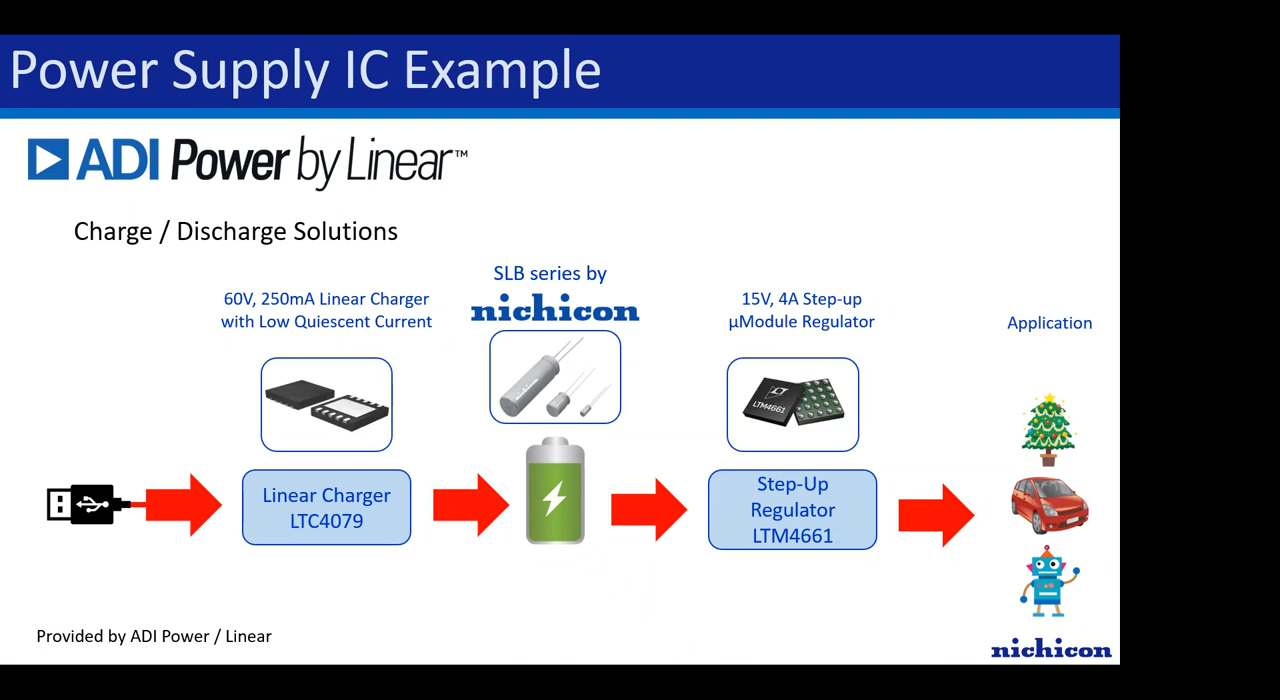 Power Supply IC Example
ADI Power by Linear™
Charge / Discharge Solutions
SLB series by
nichicon
60V, 250mA Linear Charger
with Low Quiescent Current
15V, 4A Step-up
µModule Regulator
Application
nichicon
LTM4661
Linear Charger
LTC4079
Step-Up
Regulator
LTM4661
Provided by ADI Power / Linear
nichicon